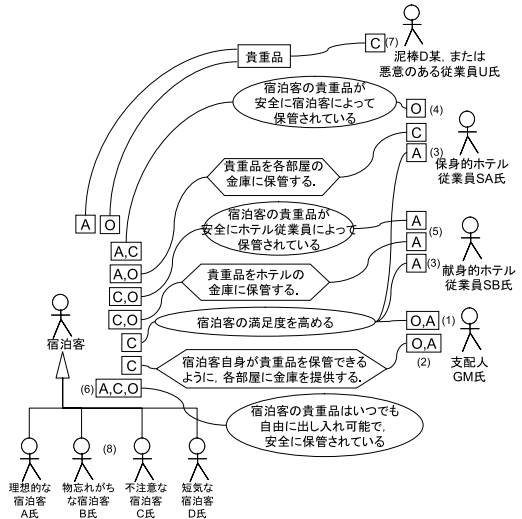 貴重品
C (7)
泥棒D某，または
悪意のある従業員U氏
宿泊客の貴重品が
安全に宿泊客によって
保管されている
O (4)
C
A (3)
保身的ホテル
従業員SA氏
貴重品を各部屋の
金庫に保管する．
A O
宿泊客の貴重品が
安全にホテル従業員によって
保管されている
A
(5)
A
A (3)
献身的ホテル
従業員SB氏
A,C
A,O
C,O
貴重品をホテルの
金庫に保管する．
C,O
宿泊客の満足度を高める
O,A (1)
O,A
(2)
支配人
GM氏
C
C
宿泊客
宿泊客自身が貴重品を保管できる
ように，各部屋に金庫を提供する．
(6) A,C,O
宿泊客の貴重品はいつでも
自由に出し入れ可能で，
安全に保管されている
(8)
理想的な
宿泊客
A氏
物忘れがち
な宿泊客
B氏
不注意な
宿泊客
C氏
短気な
宿泊客
D氏